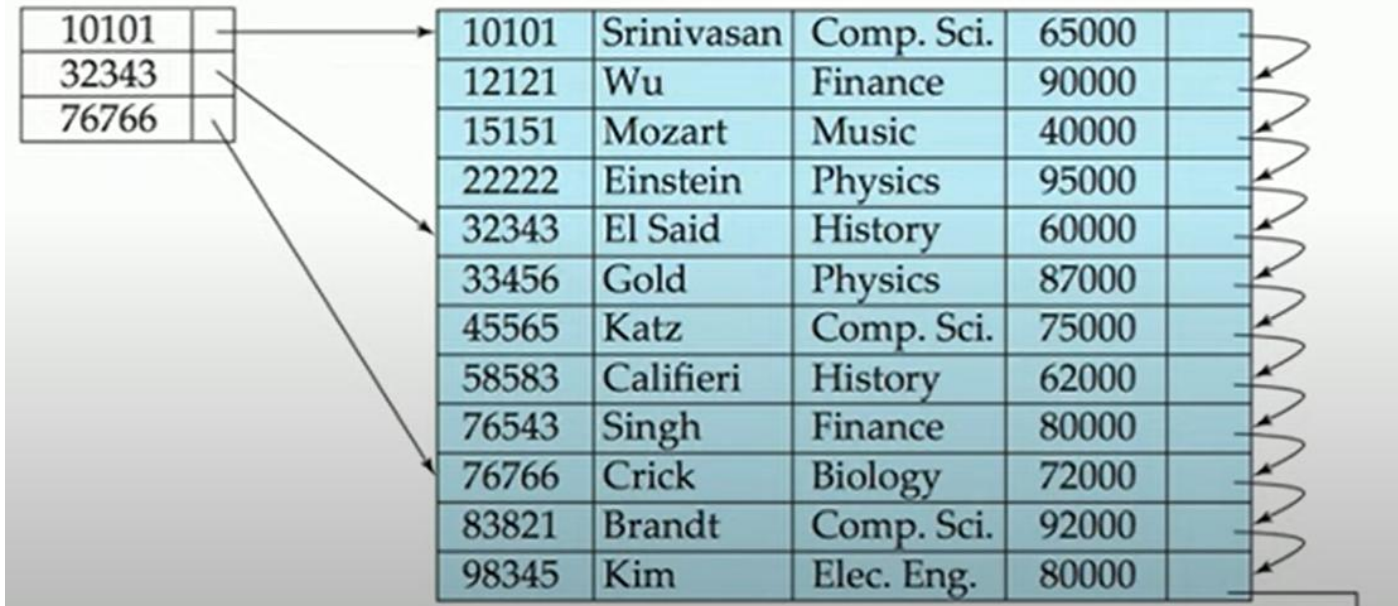 10101
32343
76766
10101 Srinivasan Comp. Sci. 65000
12121 Wu Finance 90000
15151 Mozart Music 40000
22222 Einstein Physics 95000
32343 El Said History 60000
33456 Gold Physics 87000
45565 Katz Comp. Sci. 75000
58583 Califieri History 62000
76543 Singh Finance 80000
76766 Crick Biology 72000
83821 Brandt Comp. Sci. 92000
98345 Kim Elec. Eng. 80000